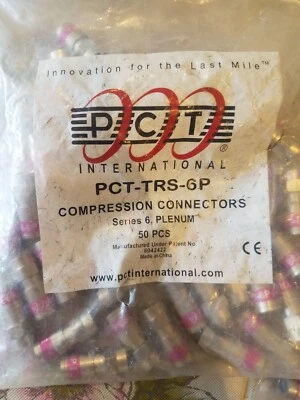 Innovation for the Last Mile™
PCT®
INTERNATIONAL
PCT-TRS-6P
COMPRESSION CONNECTORS
Series 6, PLENUM
50 PCS
Manufactured Under Patent No.
6042422
Made in China
CE
www.pctinternational.com